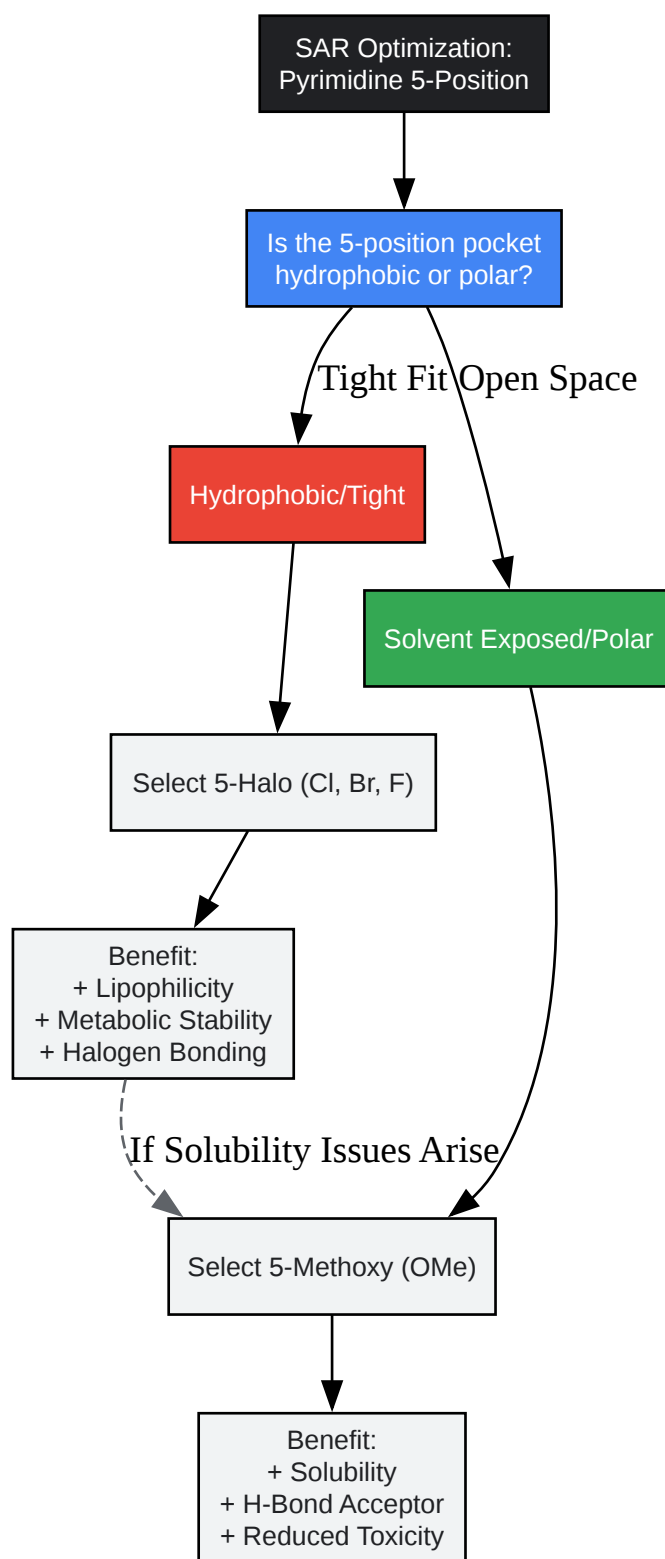 SAR Optimization:
Pyrimidine 5-Position
Is the 5-position pocket
hydrophobic or polar?
Tight Fit
Open Space
Hydrophobic/Tight
Solvent Exposed/Polar
Select 5-Halo (Cl, Br, F)
Benefit:
+ Lipophilicity
+ Metabolic Stability
+ Halogen Bonding
If Solubility Issues Arise
Select 5-Methoxy (OMe)
Benefit:
+ Solubility
+ H-Bond Acceptor
+ Reduced Toxicity